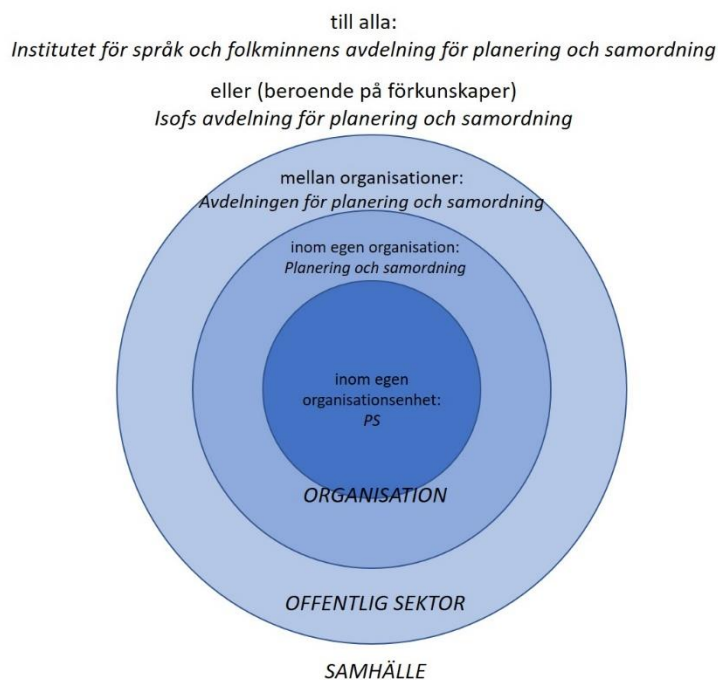 till alla:
Institutet för språk och folkminnens avdelning för planering och samordning
eller (beroende på förkunskaper)
Isofs avdelning för planering och samordning
mellan organisationer:
Avdelningen för planering och samordning
inom egen organisation:
Planering och samordning
inom egen
organisationsenhet:
PS
ORGANISATION
OFFENTLIG SEKTOR
SAMHÄLLE